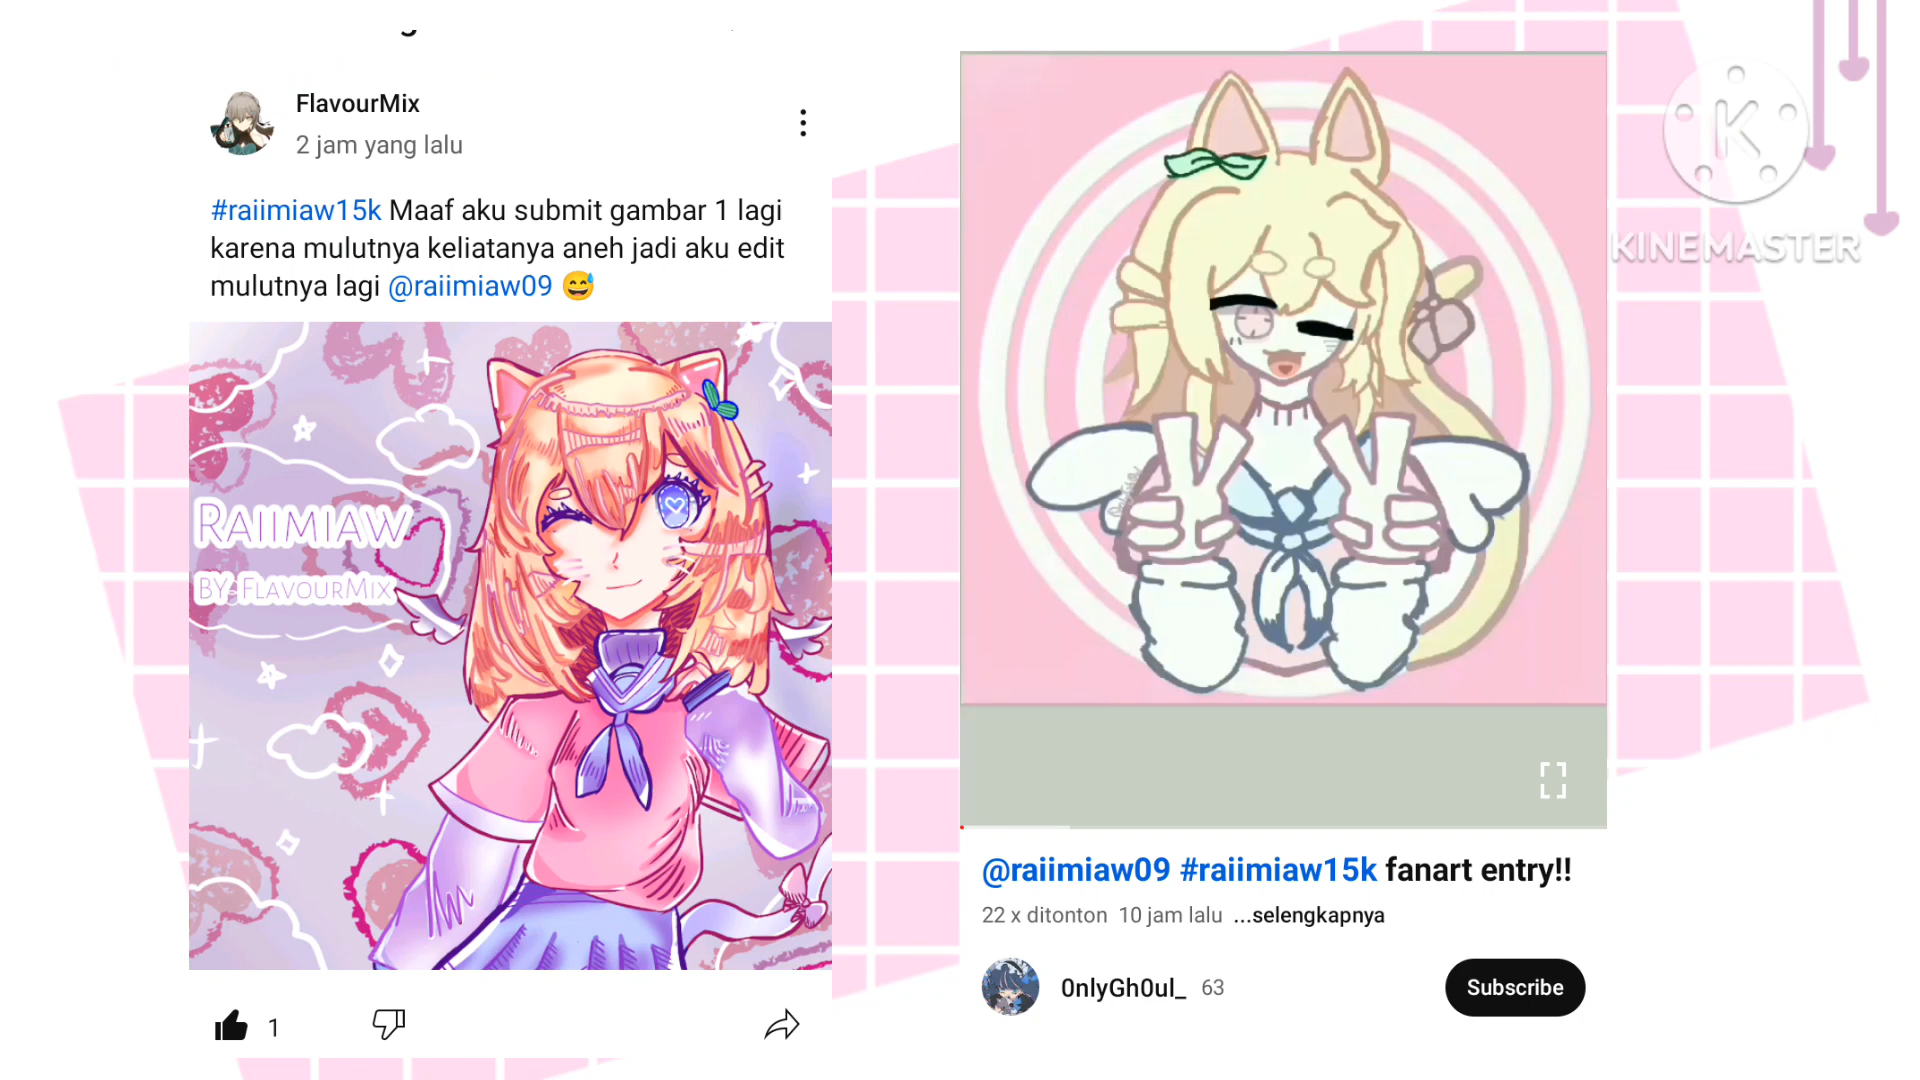 FlavourMix
2 jam yang lalu
#raiimiaw15k Maaf aku submit gambar 1 lagi
karena mulutnya keliatanya aneh jadi aku edit
mulutnya lagi @raiimiaw09 😅
RAIIMIAW
BY FLAVOURMIX
1
K
KINEMASTER
@raiimiaw09 #raiimiaw15k fanart entry!!
22 x ditonton 10 jam lalu ...selengkapnya
0nlyGh0ul_ 63
Subscribe